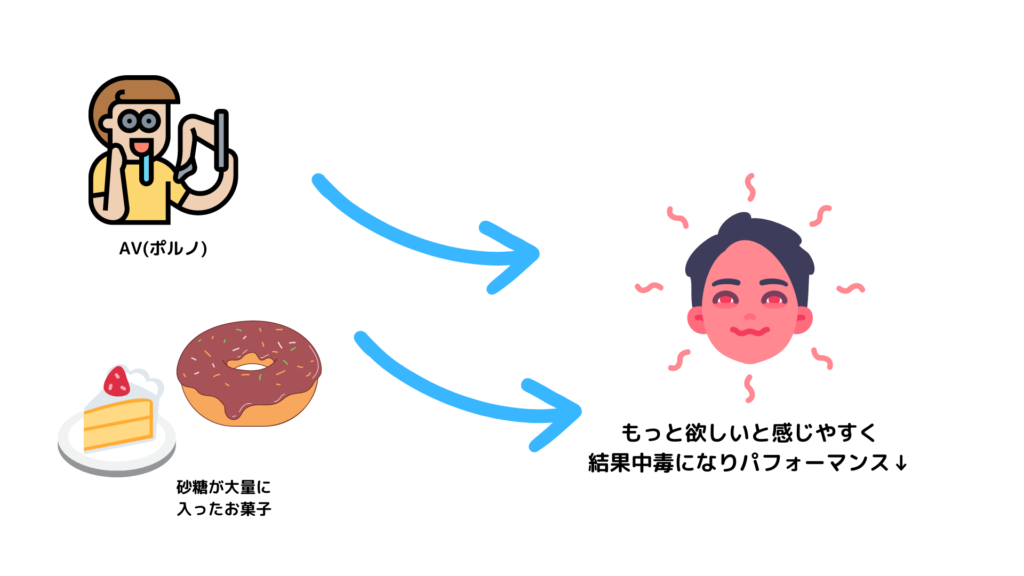 AV(ポルノ)
砂糖が大量に
入ったお菓子
もっと欲しいと感じやすく
結果中毒になりパフォーマンス↓